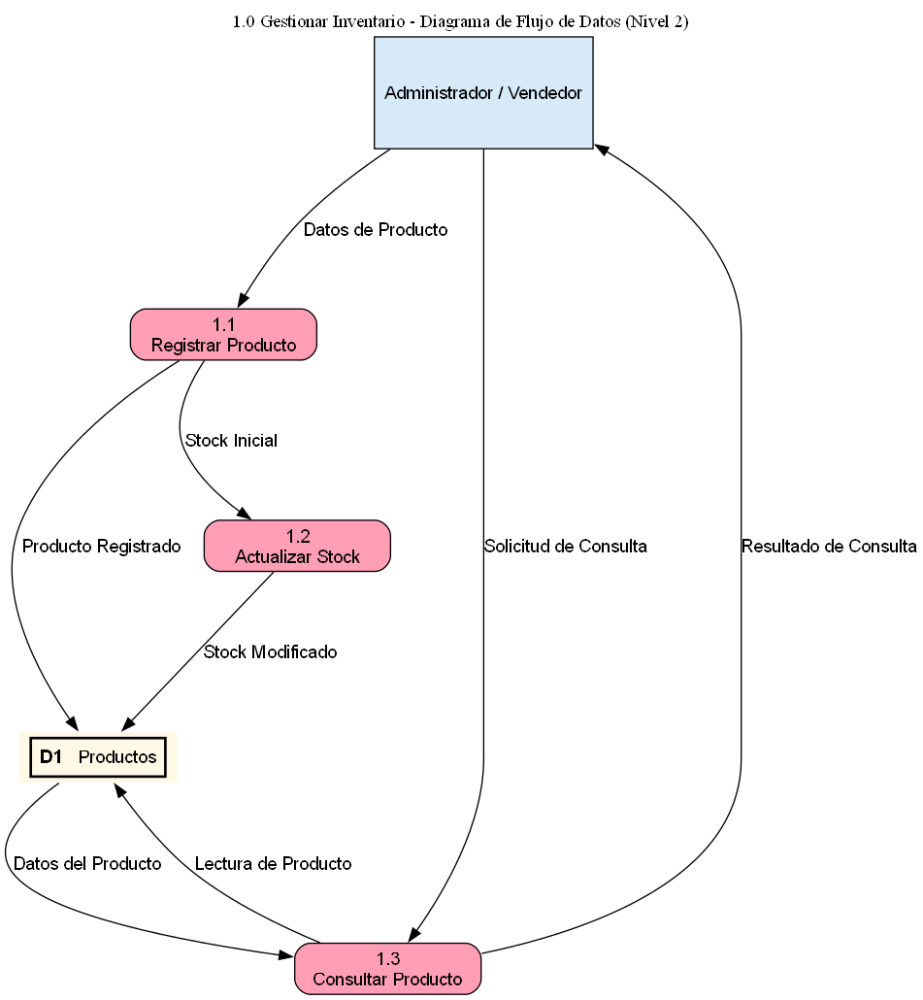 1.0 Gestionar Inventario - Diagrama de Flujo de Datos (Nivel 2)
Administrador / Vendedor
Datos de Producto
1.1
Registrar Producto
Stock Inicial
1.2
Actualizar Stock
Producto Registrado
Solicitud de Consulta
Resultado de Consulta
Stock Modificado
D1 Productos
Datos del Producto
Lectura de Producto
1.3
Consultar Producto